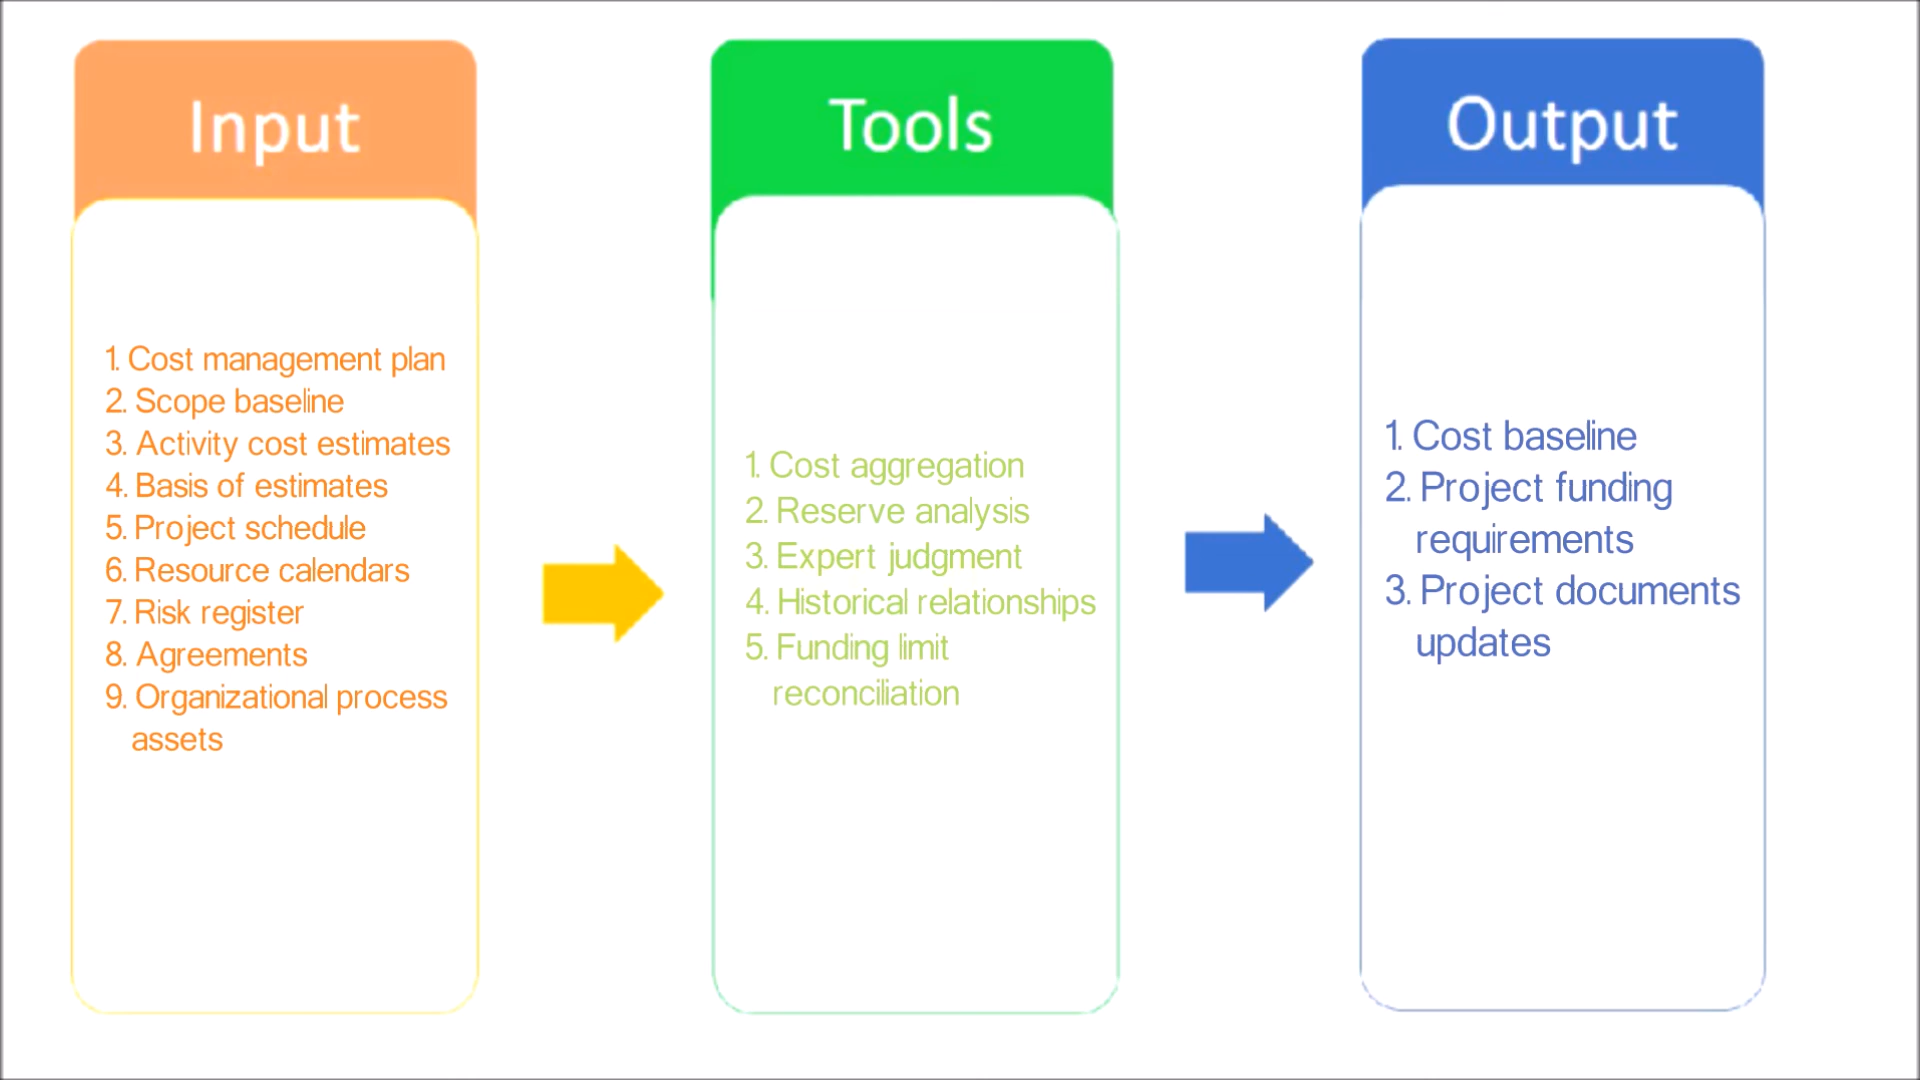 Input
1. Cost management plan
2. Scope baseline
3. Activity cost estimates
4. Basis of estimates
5. Project schedule
6. Resource calendars
7. Risk register
8. Agreements
9. Organizational process
assets
Tools
1. Cost aggregation
2. Reserve analysis
3. Expert judgment
4. Historical relationships
5. Funding limit
reconciliation
Output
1. Cost baseline
2. Project funding
requirements
3. Project documents
updates